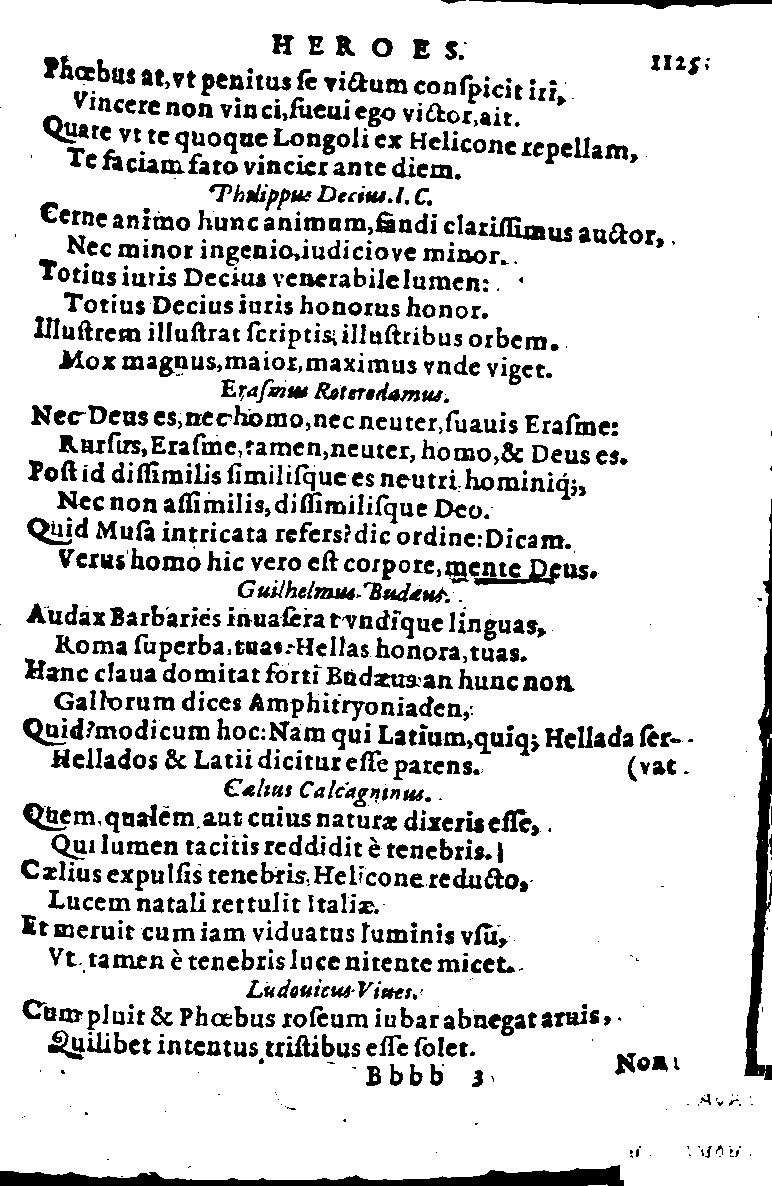 HEROES. 1125.
Phœbus at, vt penitus se victum conspicit iri,
Vincere non vinci, sueui ego victor, ait.
Quare vt te quoque Longoli ex Helicone repellam,
Te faciam fato vincier ante diem.
Philippus Decius. I. C.
Cerne animo hunc animum, fandi clarissimus auctor,
Nec minor ingenio, iudiciove minor.
Totius iuris Decius venerabile lumen:
Totius Decius iuris honorus honor.
Illustrem illustrat scriptis, illustribus orbem.
Mox magnus, maior, maximus vnde viget.
Erasmus Roterodamus.
Nec Deus es, nec homo, nec neuter, suauis Erasme:
Rursus, Erasme, tamen, neuter, homo, & Deus es.
Post id dissimilis similisque es neutri hominiq́;,
Nec non assimilis, dissimilisque Deo.
Quid Musa intricata refers? dic ordine: Dicam.
Verus homo hic vero est corpore, mente Deus.
Guilhelmus Budæus.
Audax Barbaries inuaserat vndique linguas,
Roma superba tuas: Hellas honora, tuas.
Hanc claua domitat forti Budæus: an hunc non
Gallorum dices Amphitryoniaden,
Quid? modicum hoc: Nam qui Latium, quiq; Hellada ser-
Hellados & Latii dicitur esse parens. (vat
Cælius Calcagninus.
Quem, qualem, aut cuius naturæ dixeris esse,
Qui lumen tacitis reddidit è tenebris.
Cælius expulsis tenebris, Helicone reducto,
Lucem natali rettulit Italiæ.
Et meruit cum iam viduatus luminis vsu,
Vt tamen è tenebris luce nitente micet.
Ludouicus Viues.
Cum pluit & Phœbus roseum iubar abnegat aruis,
Quilibet intentus tristibus esse solet.
Bbbb 3 Non